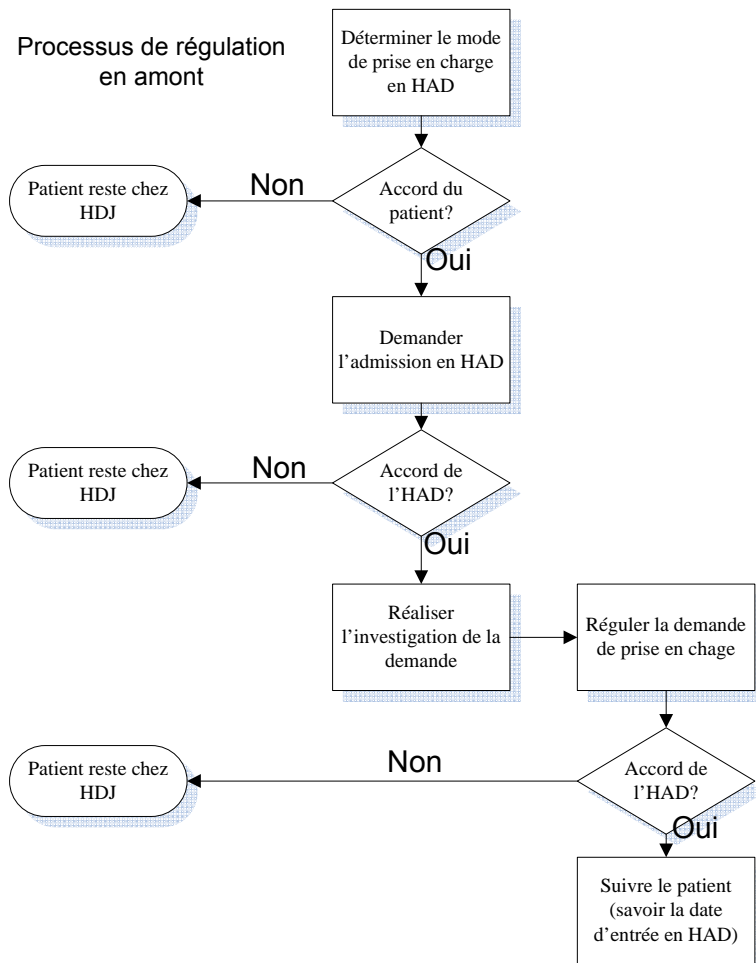 Processus de régulation
en amont
Déterminer le mode
de prise en charge
en HAD
Patient reste chez
HDJ
Non
Accord du
patient?
Oui
Demander
l'admission en HAD
Patient reste chez
HDJ
Non
Accord de
l'HAD?
Oui
Réaliser
l'investigation de la
demande
Réguler la demande
de prise en chage
Patient reste chez
HDJ
Non
Accord de
l'HAD?
Oui
Suivre le patient
(savoir la date
d'entrée en HAD)